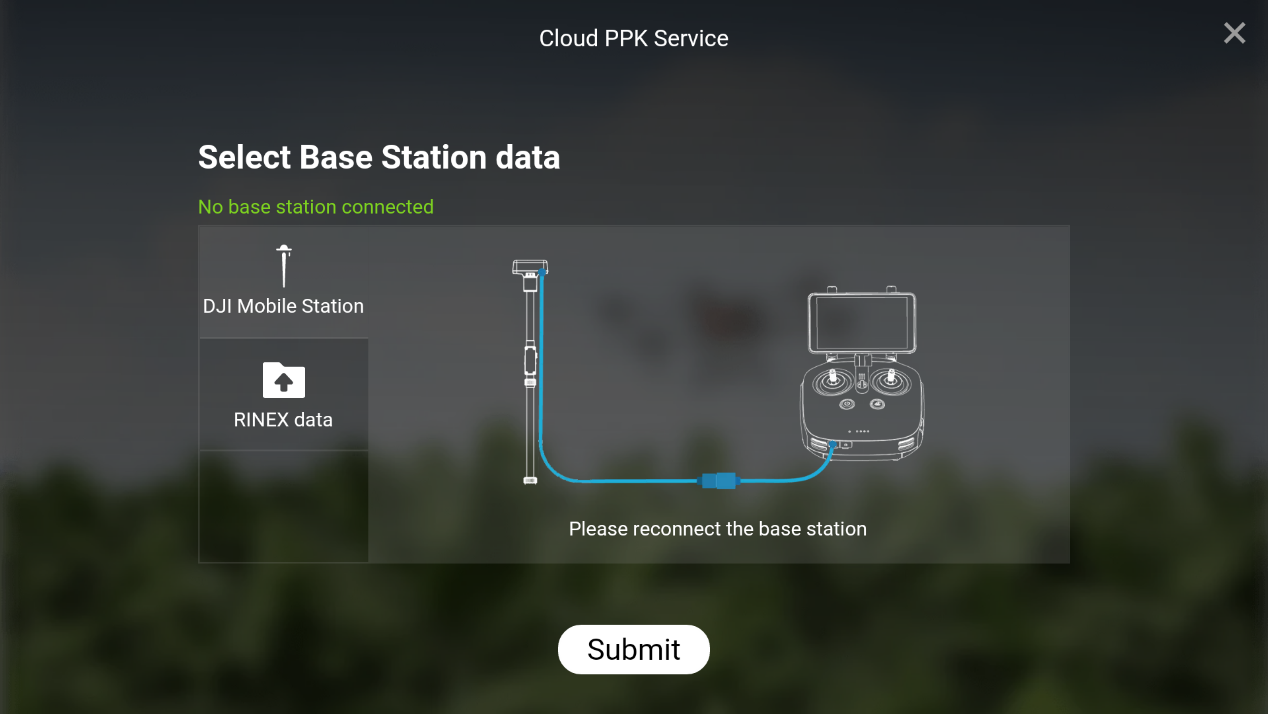 Cloud PPK Service
Select Base Station data
No base station connected
DJI Mobile Station
RINEX data
Please reconnect the base station
Submit